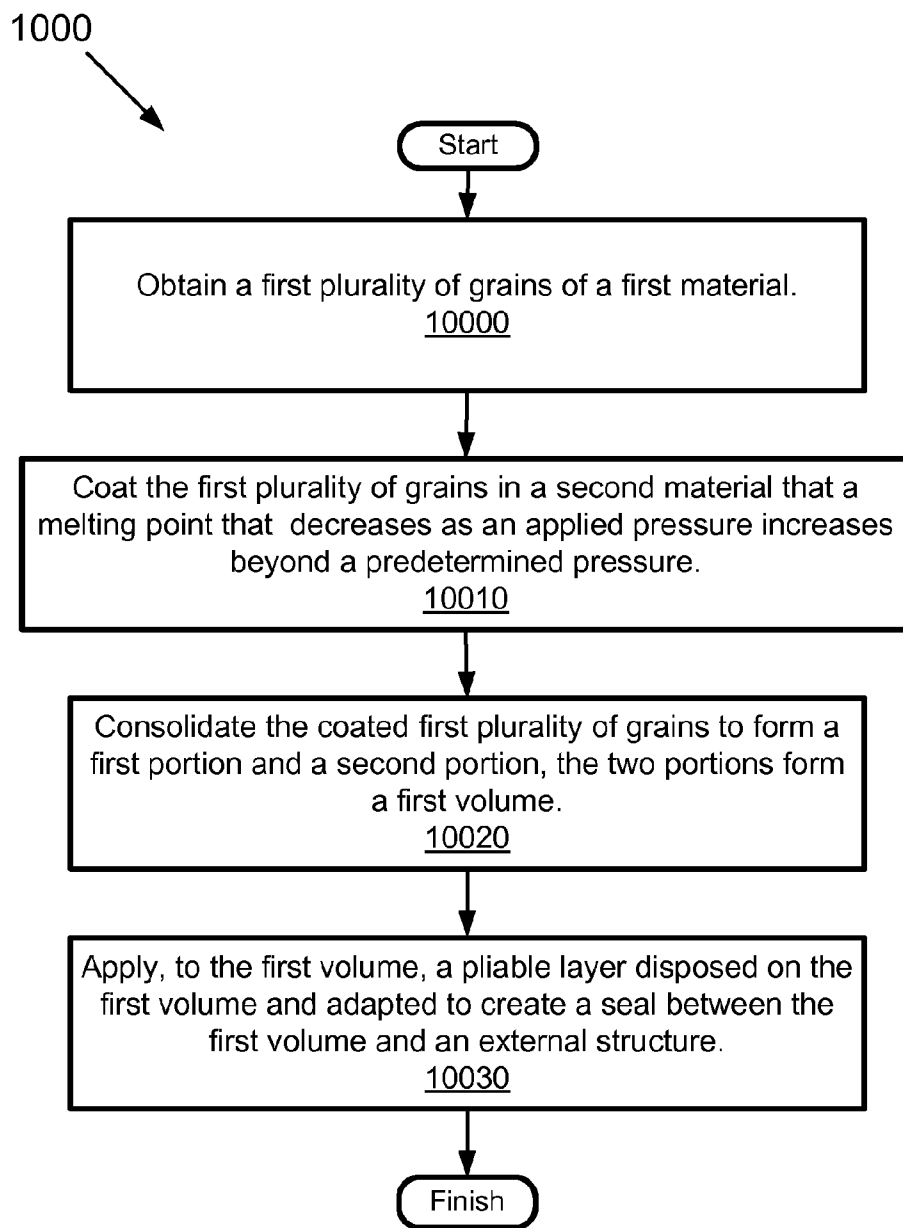 1000
Start
Obtain a first plurality of grains of a first material.
10000
Coat the first plurality of grains in a second material that a
melting point that  decreases as an applied pressure increases
beyond a predetermined pressure.
10010
Consolidate the coated first plurality of grains to form a
first portion and a second portion, the two portions form
a first volume.
10020
Apply, to the first volume, a pliable layer disposed on the
first volume and adapted to create a seal between the
first volume and an external structure.
10030
Finish